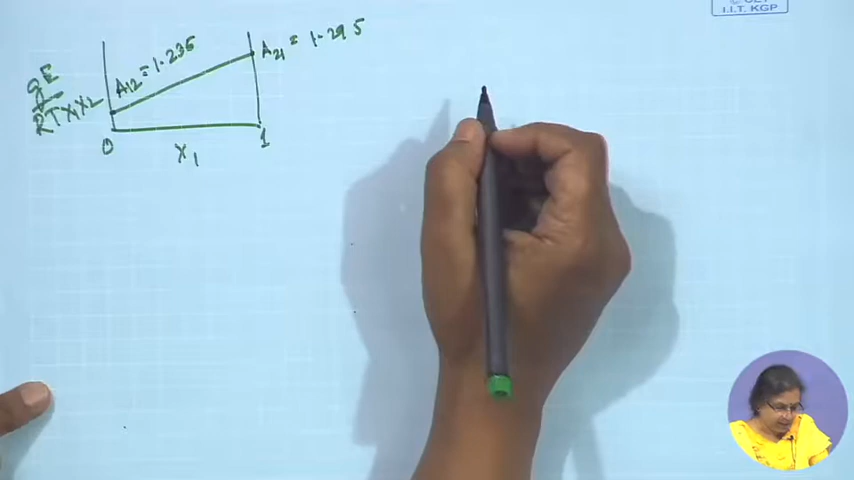 I.I.T. KGP
A12 = 1.236
A21 = 1.295
gE
RTX1X2
0
1
X1